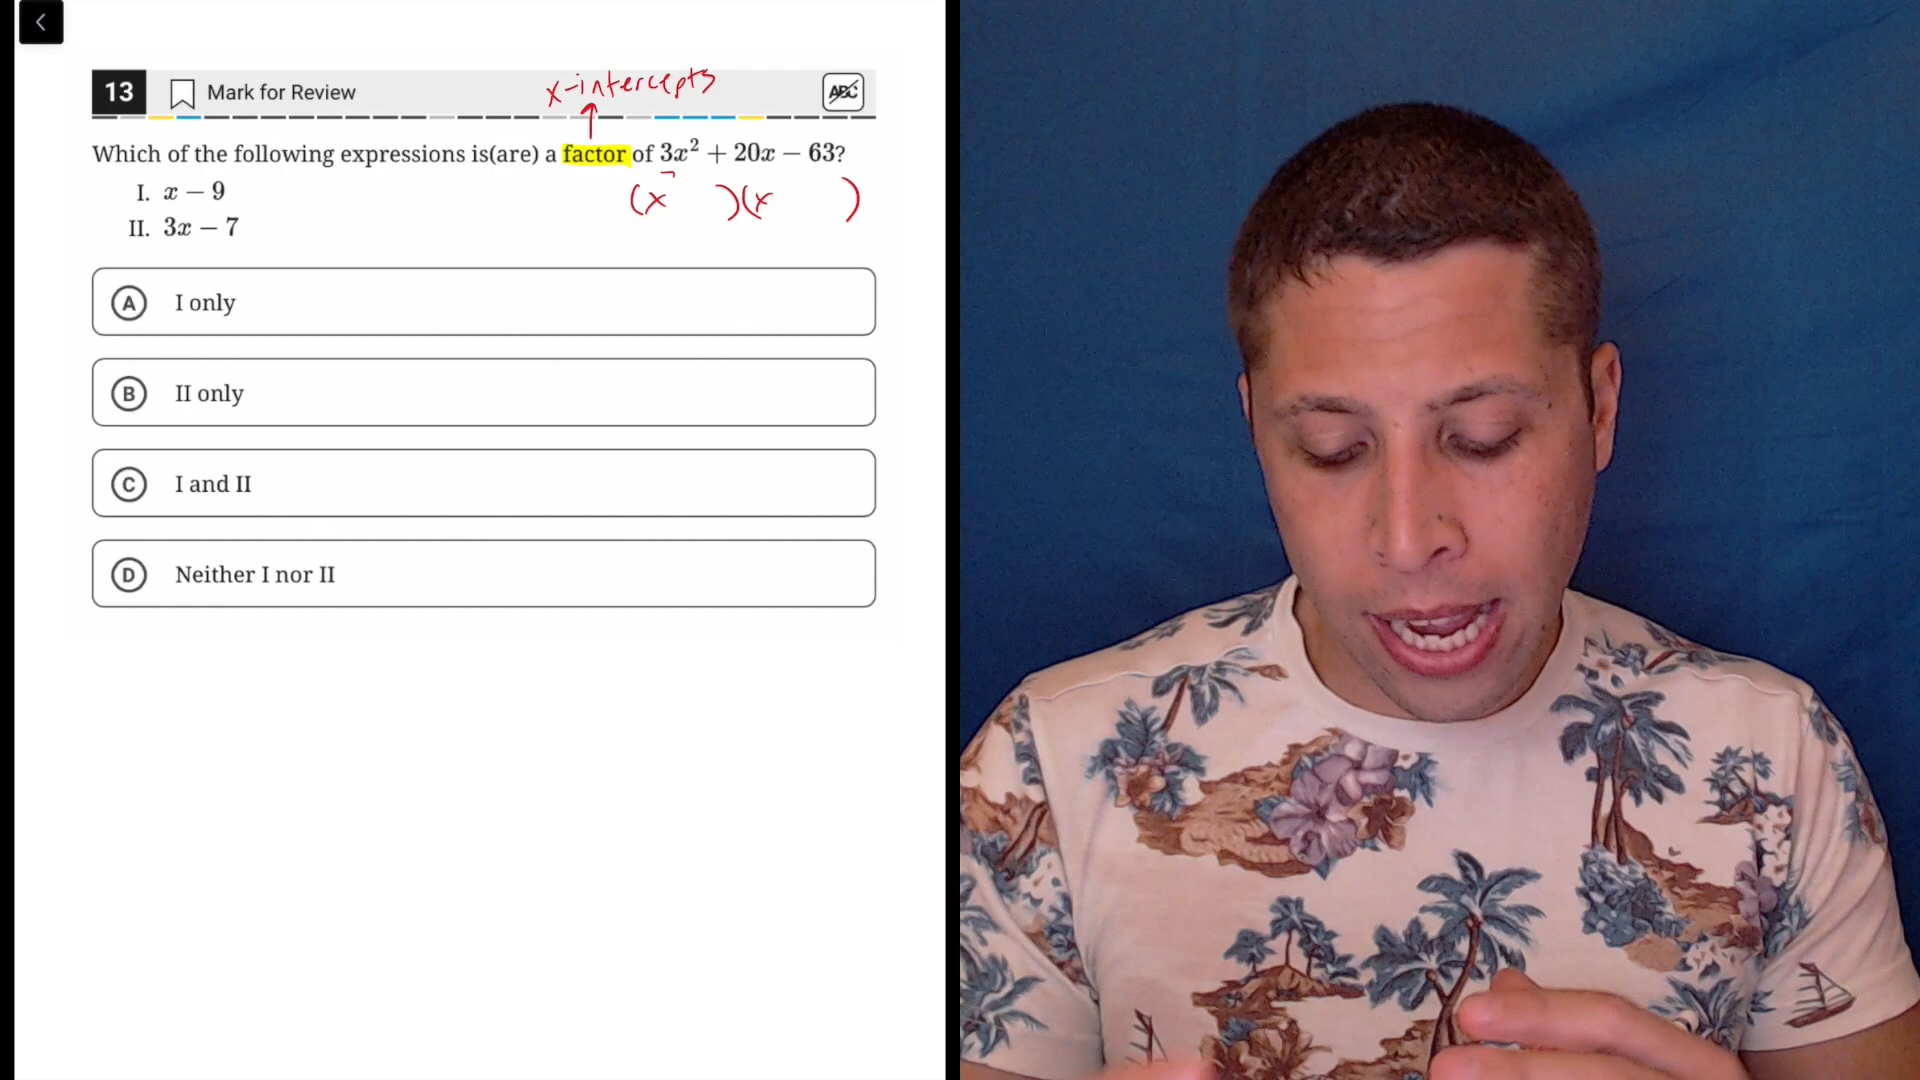 x-intercepts
13 Mark for Review ABC
Which of the following expressions is(are) a factor of 3x² + 20x − 63?
(x )(x )
I. x − 9
II. 3x − 7
A I only
B II only
C I and II
D Neither I nor II